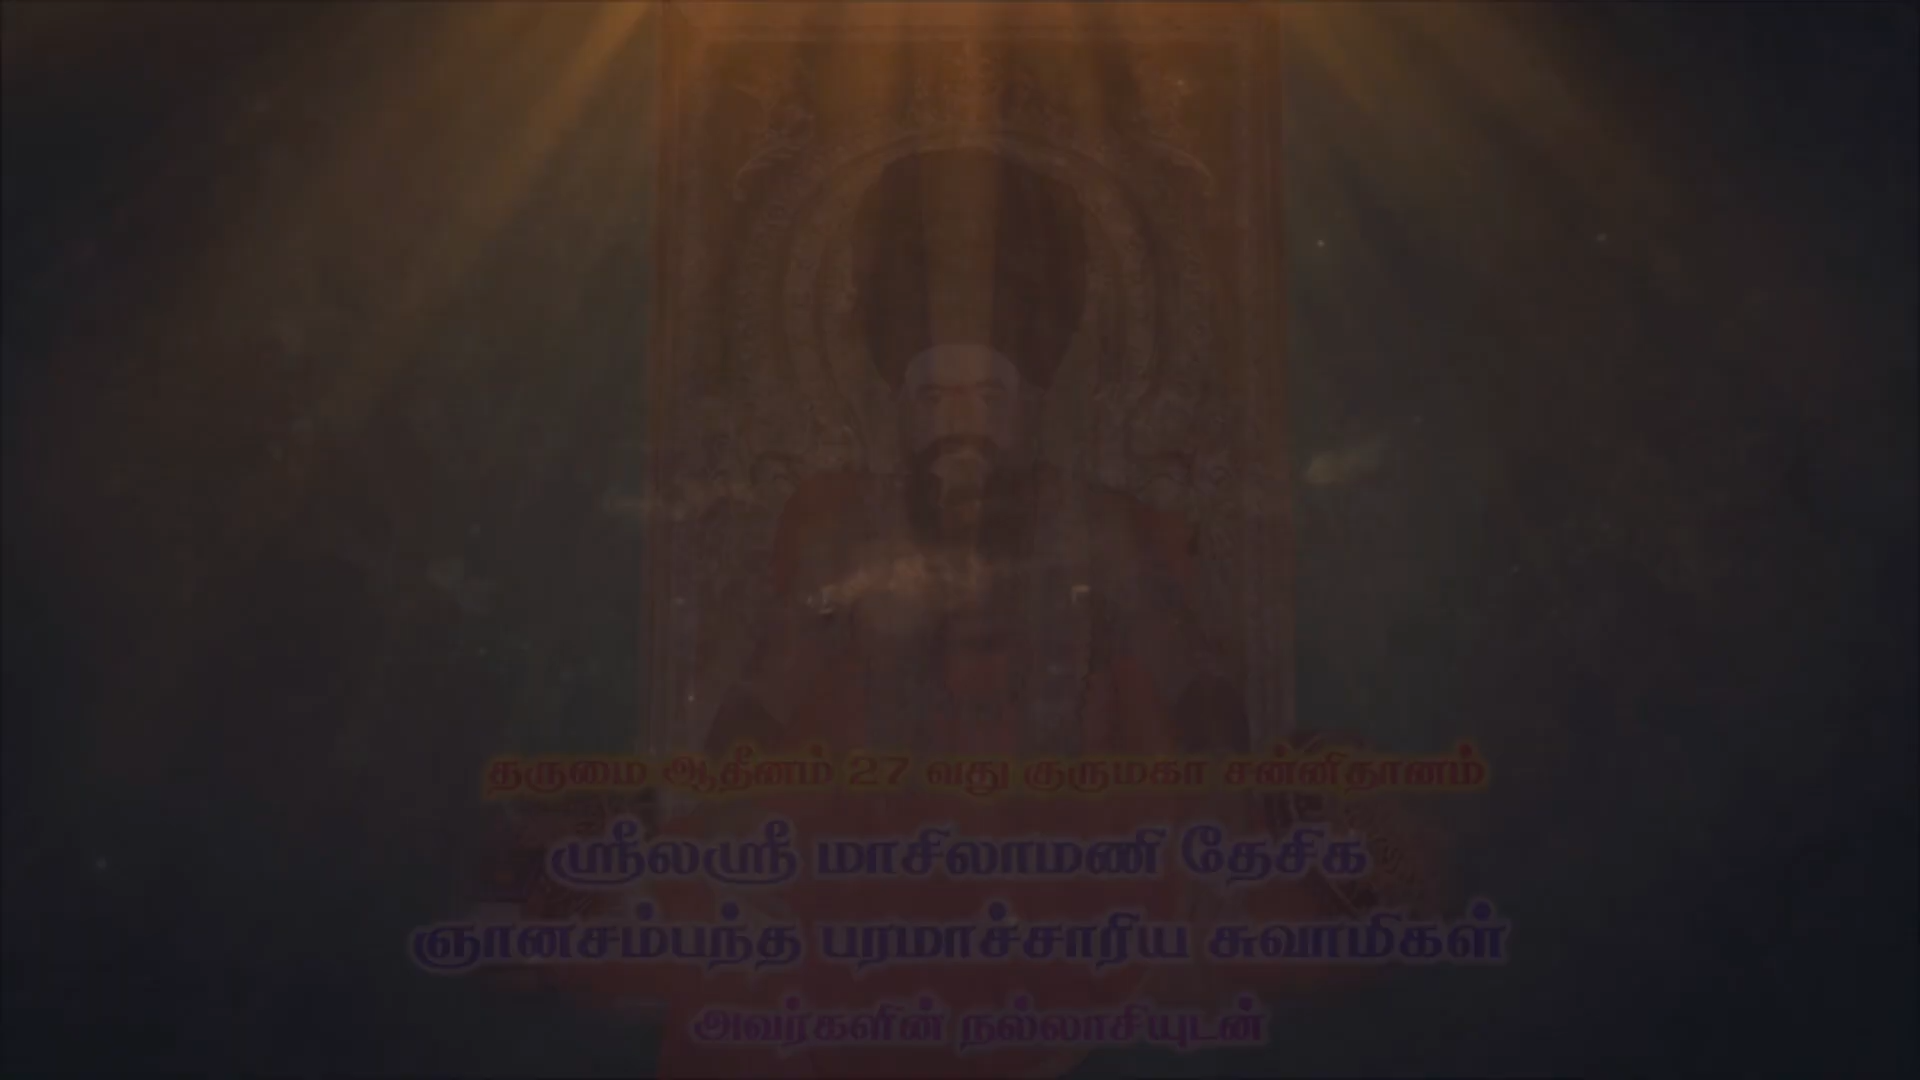 தருமை ஆதீனம் 27 வது குருமகா சன்னிதானம்
ஸ்ரீலஸ்ரீ மாசிலாமணி தேசிக
ஞானசம்பந்த பரமாச்சாரிய சுவாமிகள்
அவர்களின் நல்லாசியுடன்